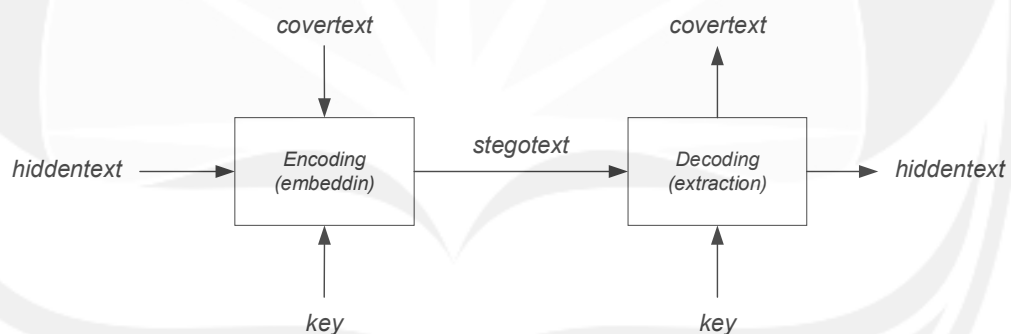 covertext
covertext
hiddentext
Encoding
(embeddin)
stegotext
Decoding
(extraction)
hiddentext
key
key